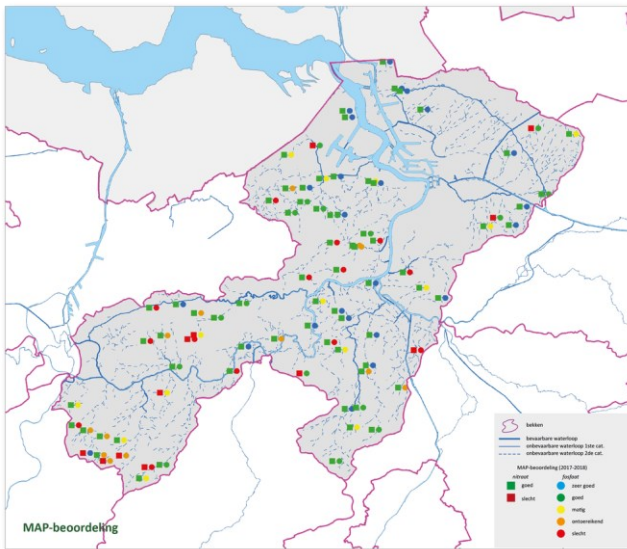 bekken
bevaarbare waterloop
onbevaarbare waterloop 1ste cat.
onbevaarbare waterloop 2de cat.
MAP-beoordeling (2017-2018)
nitraat
fosfaat
goed
zeer goed
slecht
goed
matig
ontoereikend
slecht
MAP-beoordeling